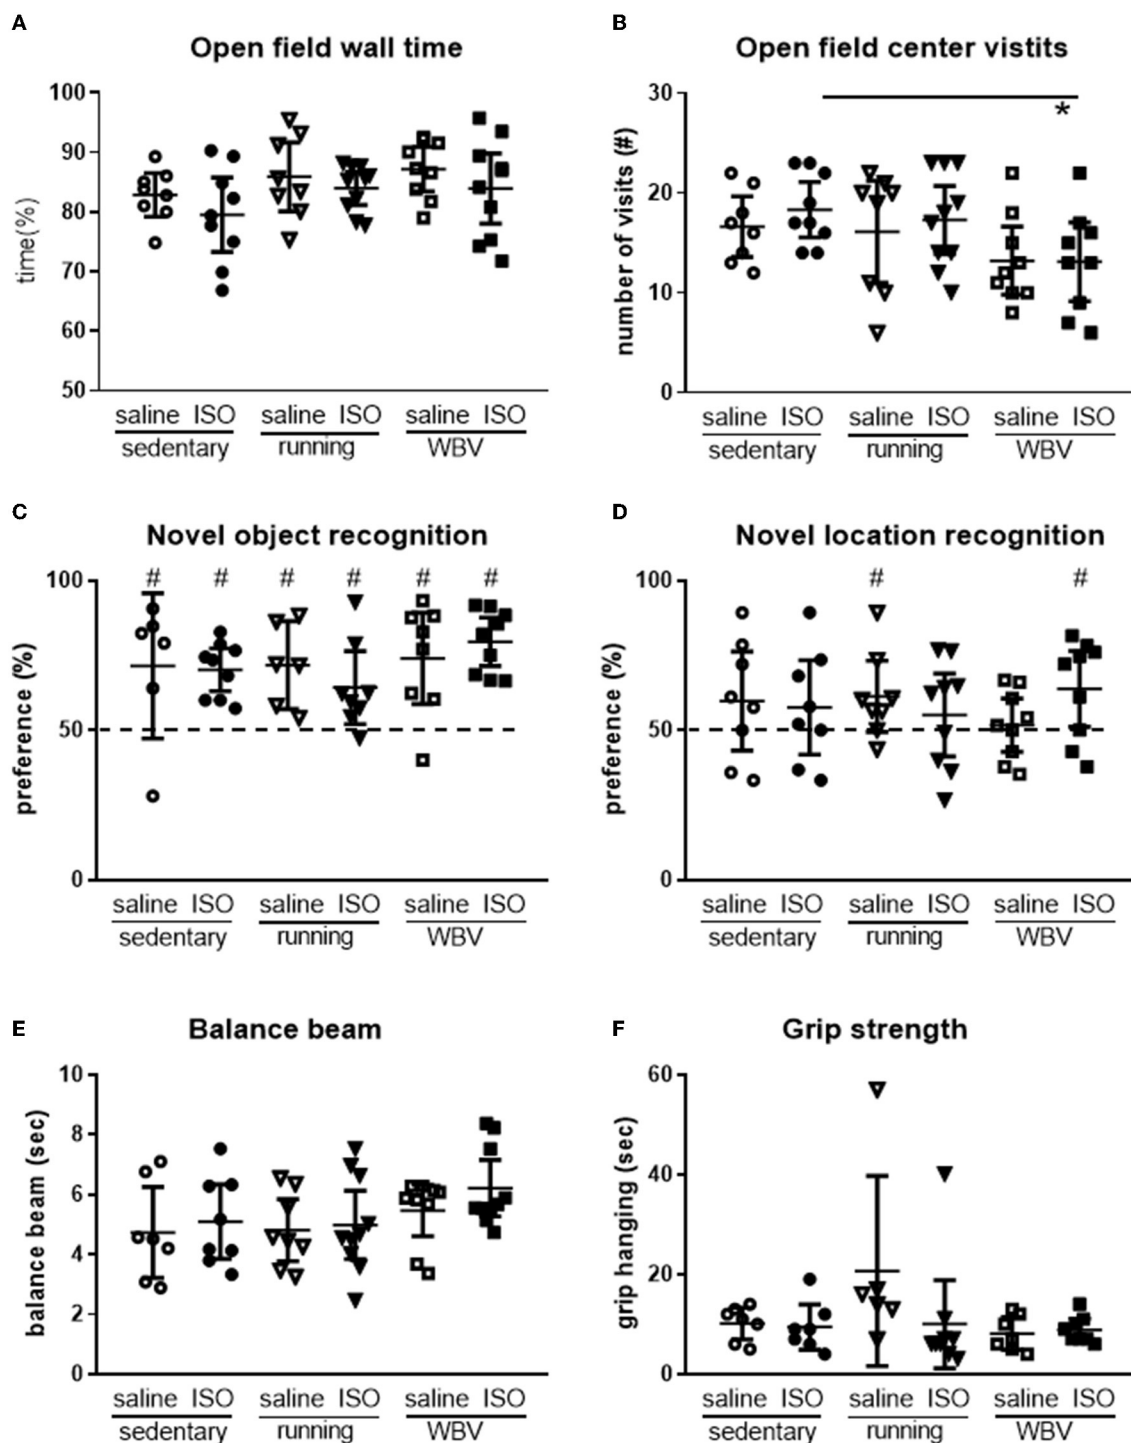 A
Open field wall time
time(%)
100
90
80
70
60
50
saline ISO saline ISO saline ISO
sedentary running WBV
B
Open field center vistits
number of visits (#)
30
20
10
0
*
saline ISO saline ISO saline ISO
sedentary running WBV
C
Novel object recognition
preference (%)
100
50
0
# # # # # #
saline ISO saline ISO saline ISO
sedentary running WBV
D
Novel location recognition
preference (%)
100
50
0
# #
saline ISO saline ISO saline ISO
sedentary running WBV
E
Balance beam
balance beam (sec)
10
8
6
4
2
0
saline ISO saline ISO saline ISO
sedentary running WBV
F
Grip strength
grip hanging (sec)
60
40
20
0
saline ISO saline ISO saline ISO
sedentary running WBV